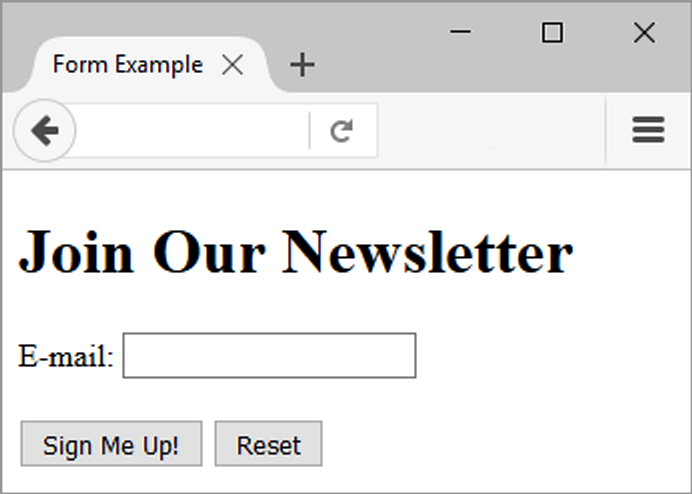 Form Example
Join Our Newsletter
E-mail:
Sign Me Up! Reset